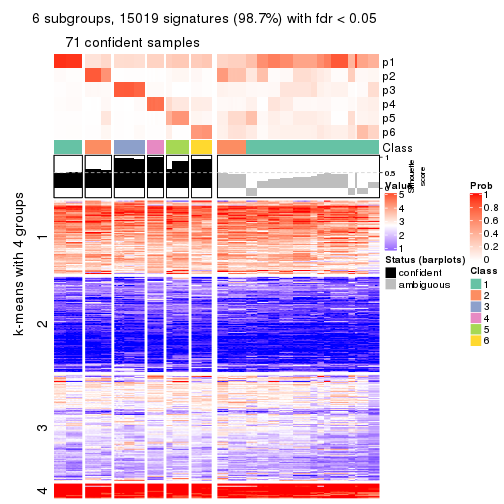 6 subgroups, 15019 signatures (98.7%) with fdr < 0.05
71 confident samples
p1
p2
p3
p4
p5
p6
Class
1
0.5
0
Silhouette
score
k-means with 4 groups
1
2
3
4
Value
5
4
3
2
1
Status (barplots)
confident
ambiguous
Prob
1
0.8
0.6
0.4
0.2
0
Class
1
2
3
4
5
6